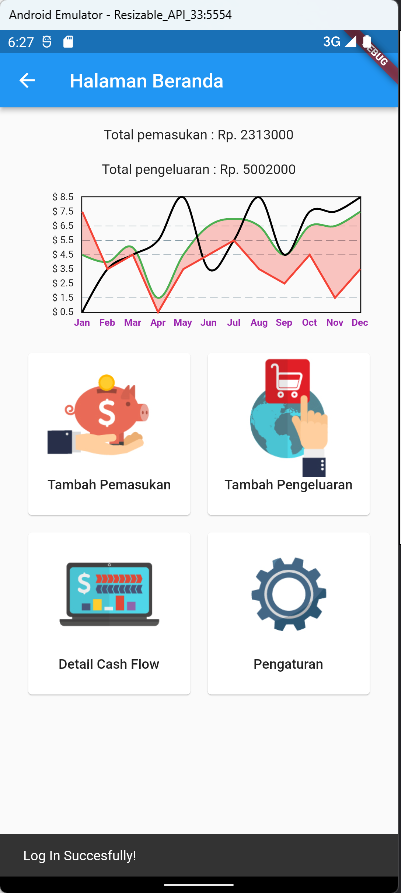 Android Emulator - Resizable_API_33:5554
6:27 3G
DEBUG
Halaman Beranda
Total pemasukan : Rp. 2313000
Total pengeluaran : Rp. 5002000
$ 8.5
$ 7.5
$ 6.5
$ 5.5
$ 4.5
$ 3.5
$ 2.5
$ 1.5
$ 0.5
Jan Feb Mar Apr May Jun Jul Aug Sep Oct Nov Dec
$
Tambah Pemasukan
Tambah Pengeluaran
$
Detail Cash Flow
Pengaturan
Log In Succesfully!